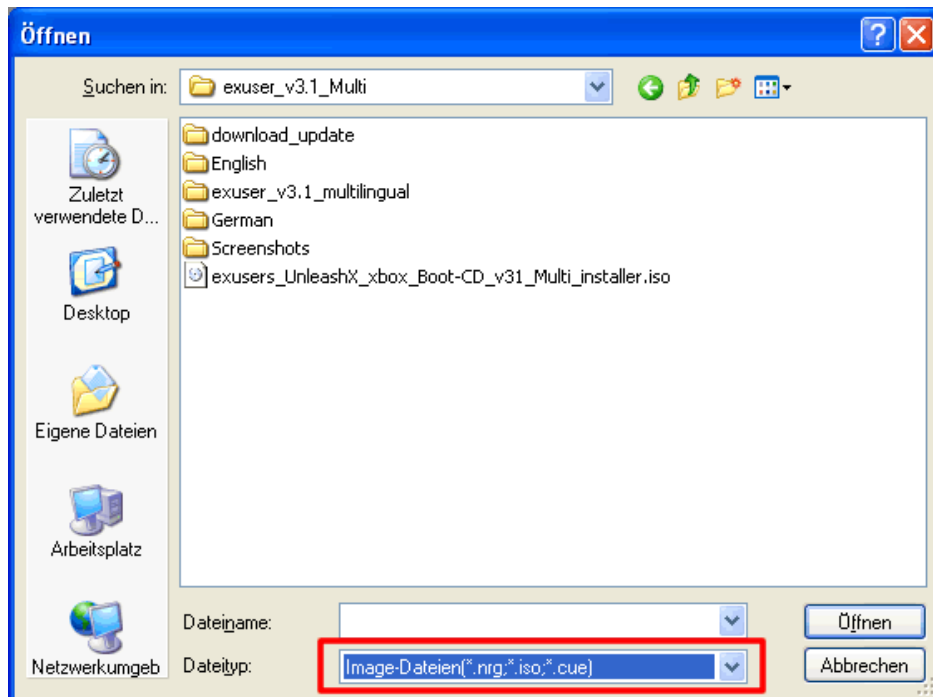 Öffnen
Suchen in:
exuser_v3.1_Multi
Zuletzt
verwendete D...
Desktop
Eigene Dateien
Arbeitsplatz
Netzwerkumgeb
download_update
English
exuser_v3.1_multilingual
German
Screenshots
exusers_UnleashX_xbox_Boot-CD_v31_Multi_installer.iso
Dateiname:
Öffnen
Dateityp:
Image-Dateien(*.nrg;*.iso;*.cue)
Abbrechen